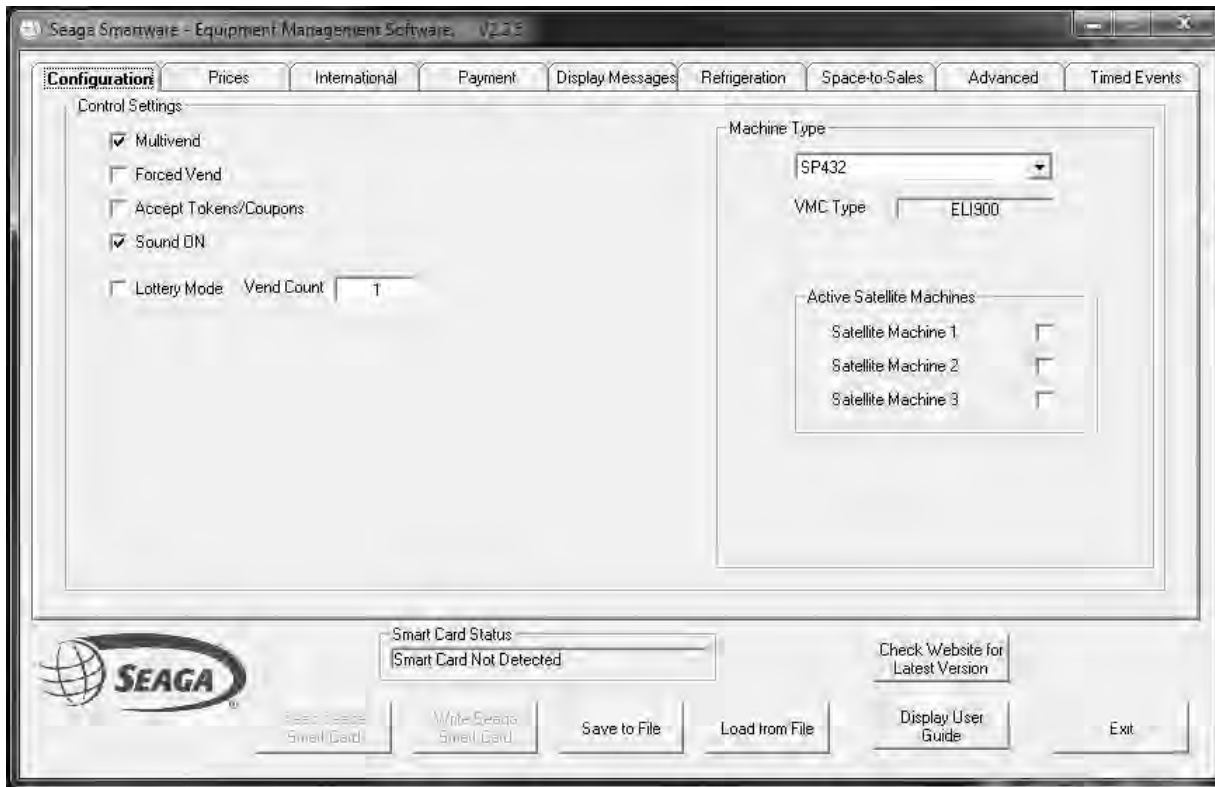 Seaga Smartware - Equipment Management Software, V2.2.5
Configuration Prices International Payment Display Messages Refrigeration Space-to-Sales Advanced Timed Events
Control Settings
Multivend
Forced Vend
Accept Tokens/Coupons
Sound ON
Lottery Mode Vend Count 1
Machine Type
SP432
VMC Type ELI900
Active Satellite Machines
Satellite Machine 1
Satellite Machine 2
Satellite Machine 3
SEAGA
Smart Card Status
Smart Card Not Detected
Check Website for
Latest Version
Read Seaga
Smart Card
Write Seaga
Smart Card
Save to File
Load from File
Display User
Guide
Exit